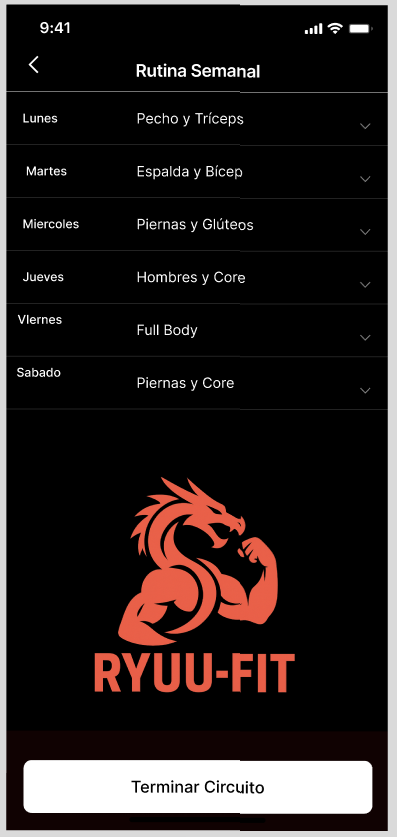 9:41
Rutina Semanal
Lunes Pecho y Tríceps
Martes Espalda y Bícep
Miercoles Piernas y Glúteos
Jueves Hombres y Core
VIernes Full Body
Sabado Piernas y Core
RYUU-FIT
Terminar Circuito